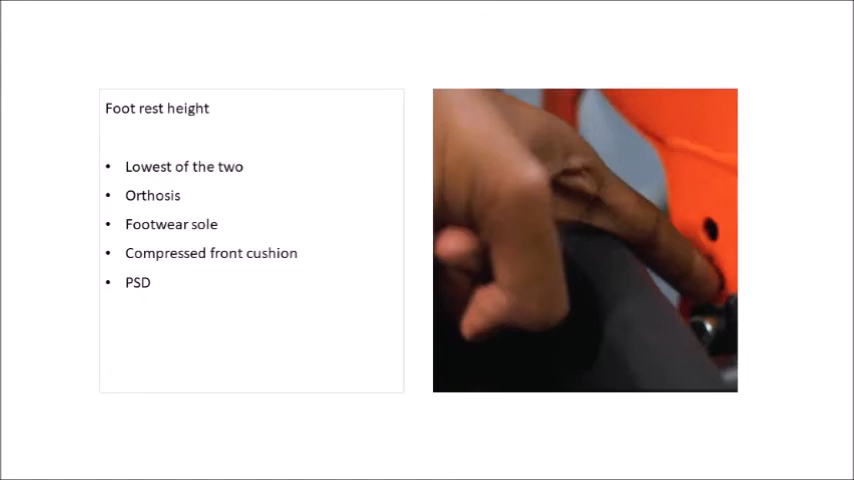 Foot rest height
• Lowest of the two
• Orthosis
• Footwear sole
• Compressed front cushion
• PSD